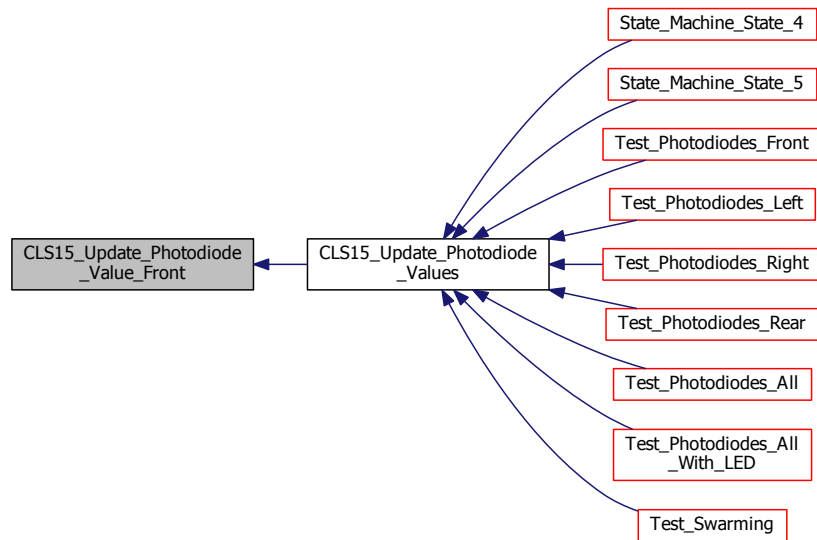 State_Machine_State_4
State_Machine_State_5
Test_Photodiodes_Front
Test_Photodiodes_Left
CLS15_Update_Photodiode
_Value_Front
CLS15_Update_Photodiode
_Values
Test_Photodiodes_Right
Test_Photodiodes_Rear
Test_Photodiodes_All
Test_Photodiodes_All
_With_LED
Test_Swarming